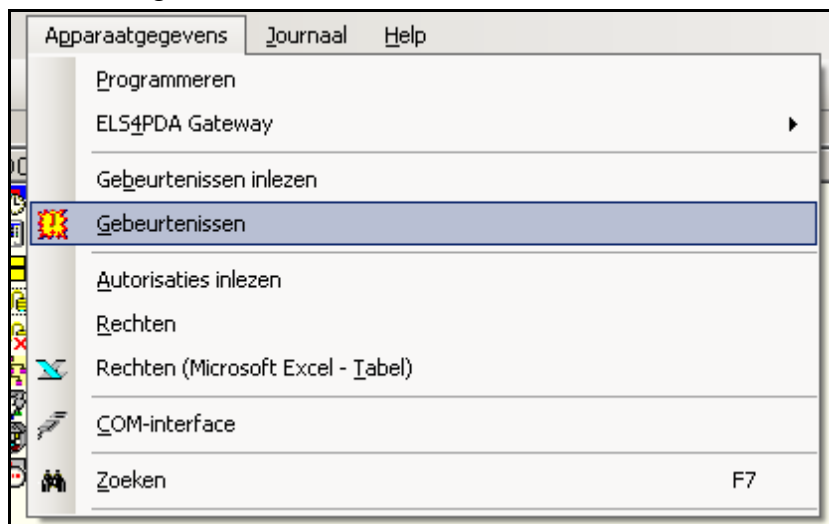 Apparaatgegevens Journaal Help
Programmeren
ELS4PDA Gateway
Gebeurtenissen inlezen
Gebeurtenissen
Autorisaties inlezen
Rechten
Rechten (Microsoft Excel - Tabel)
COM-interface
Zoeken F7